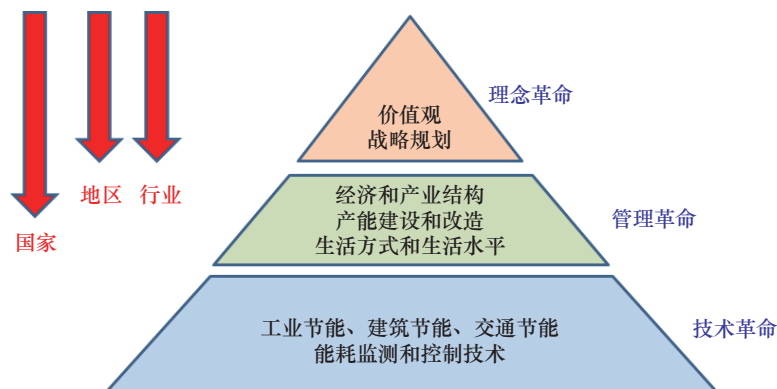 理念革命
价值观
战略规划
地区
行业
国家
经济和产业结构
产能建设和改造
生活方式和生活水平
管理革命
工业节能、建筑节能、交通节能
能耗监测和控制技术
技术革命